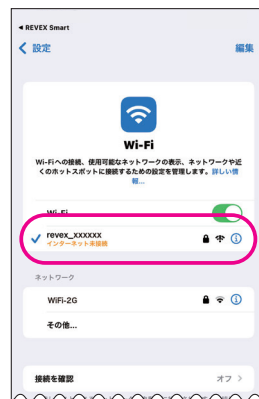 ◀ REVEX Smart
設定
編集
Wi-Fi
Wi-Fiへの接続、使用可能なネットワークの表示、ネットワークや近
くのホットスポットに接続するための設定を管理します。詳しい情
報...
Wi-Fi
revex_XXXXXX
インターネット未接続
ネットワーク
WiFi-2G
その他...
接続を確認
オフ